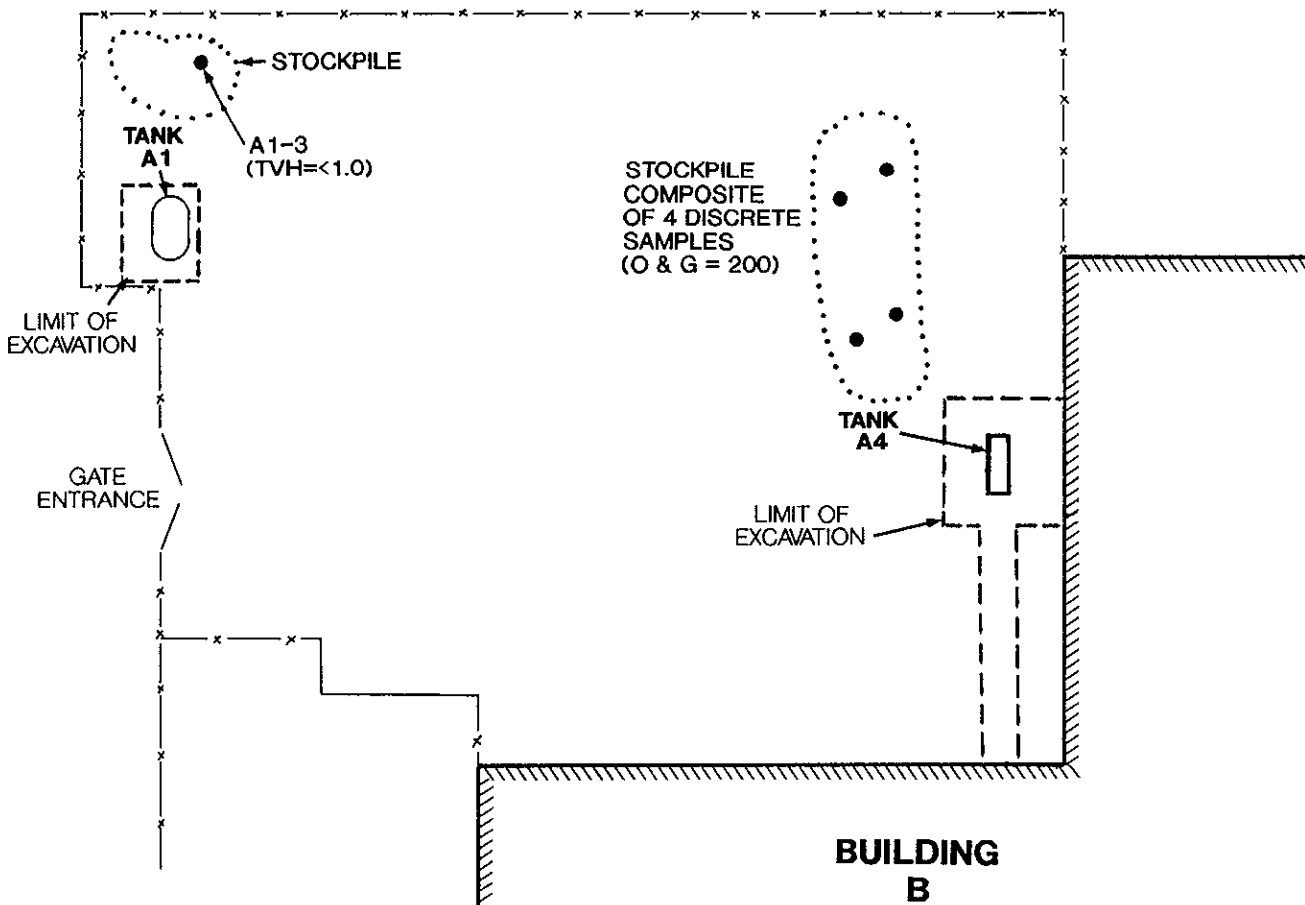 STOCKPILE
TANK
A1
A1-3
(TVH=<1.0)
STOCKPILE
COMPOSITE
OF 4 DISCRETE
SAMPLES
(O & G = 200)
LIMIT OF
EXCAVATION
TANK
A4
GATE
ENTRANCE
LIMIT OF
EXCAVATION
BUILDING
B